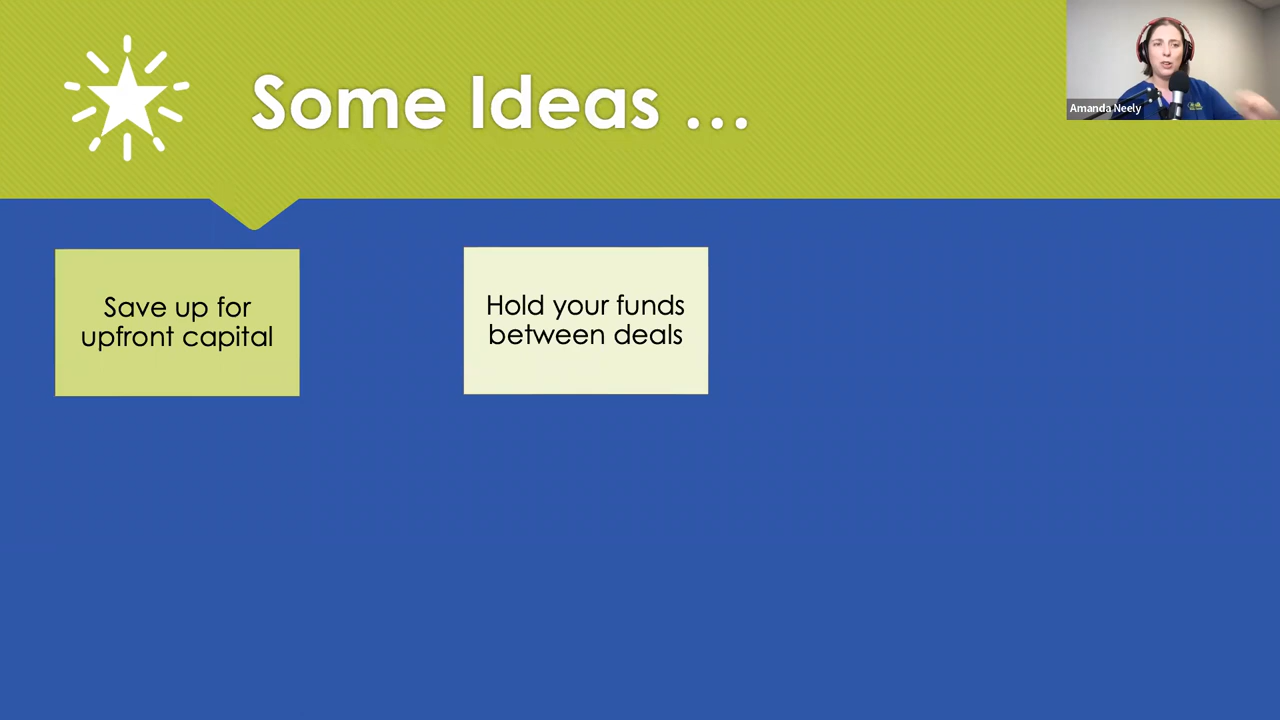 Some Ideas ...
Amanda Neely
Save up for
upfront capital
Hold your funds
between deals